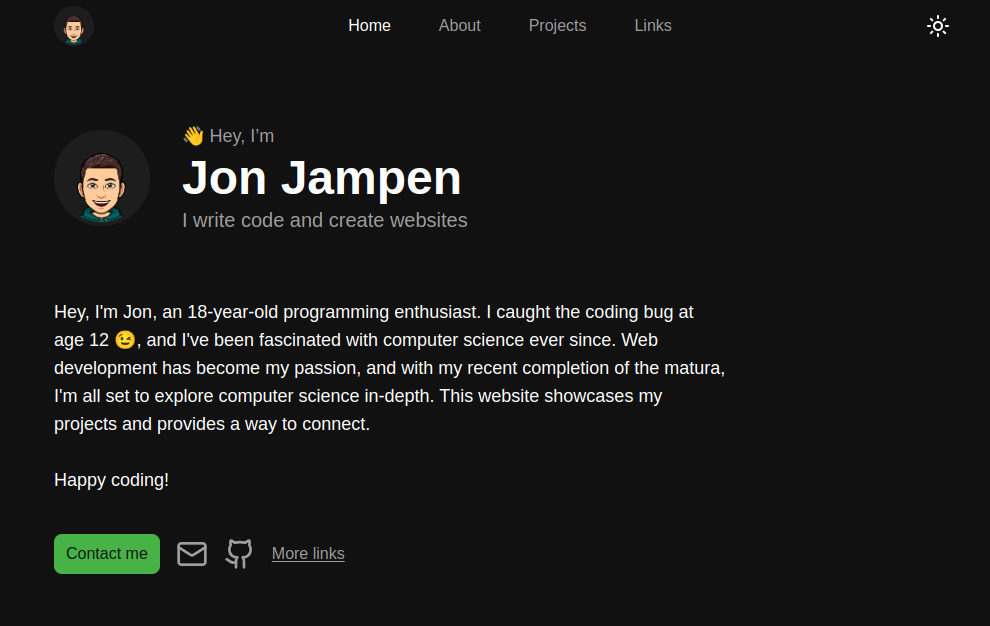 Home About Projects Links
👋 Hey, I’m
Jon Jampen
I write code and create websites
Hey, I'm Jon, an 18-year-old programming enthusiast. I caught the coding bug at
age 12 😉, and I've been fascinated with computer science ever since. Web
development has become my passion, and with my recent completion of the matura,
I'm all set to explore computer science in-depth. This website showcases my
projects and provides a way to connect.
Happy coding!
Contact me More links